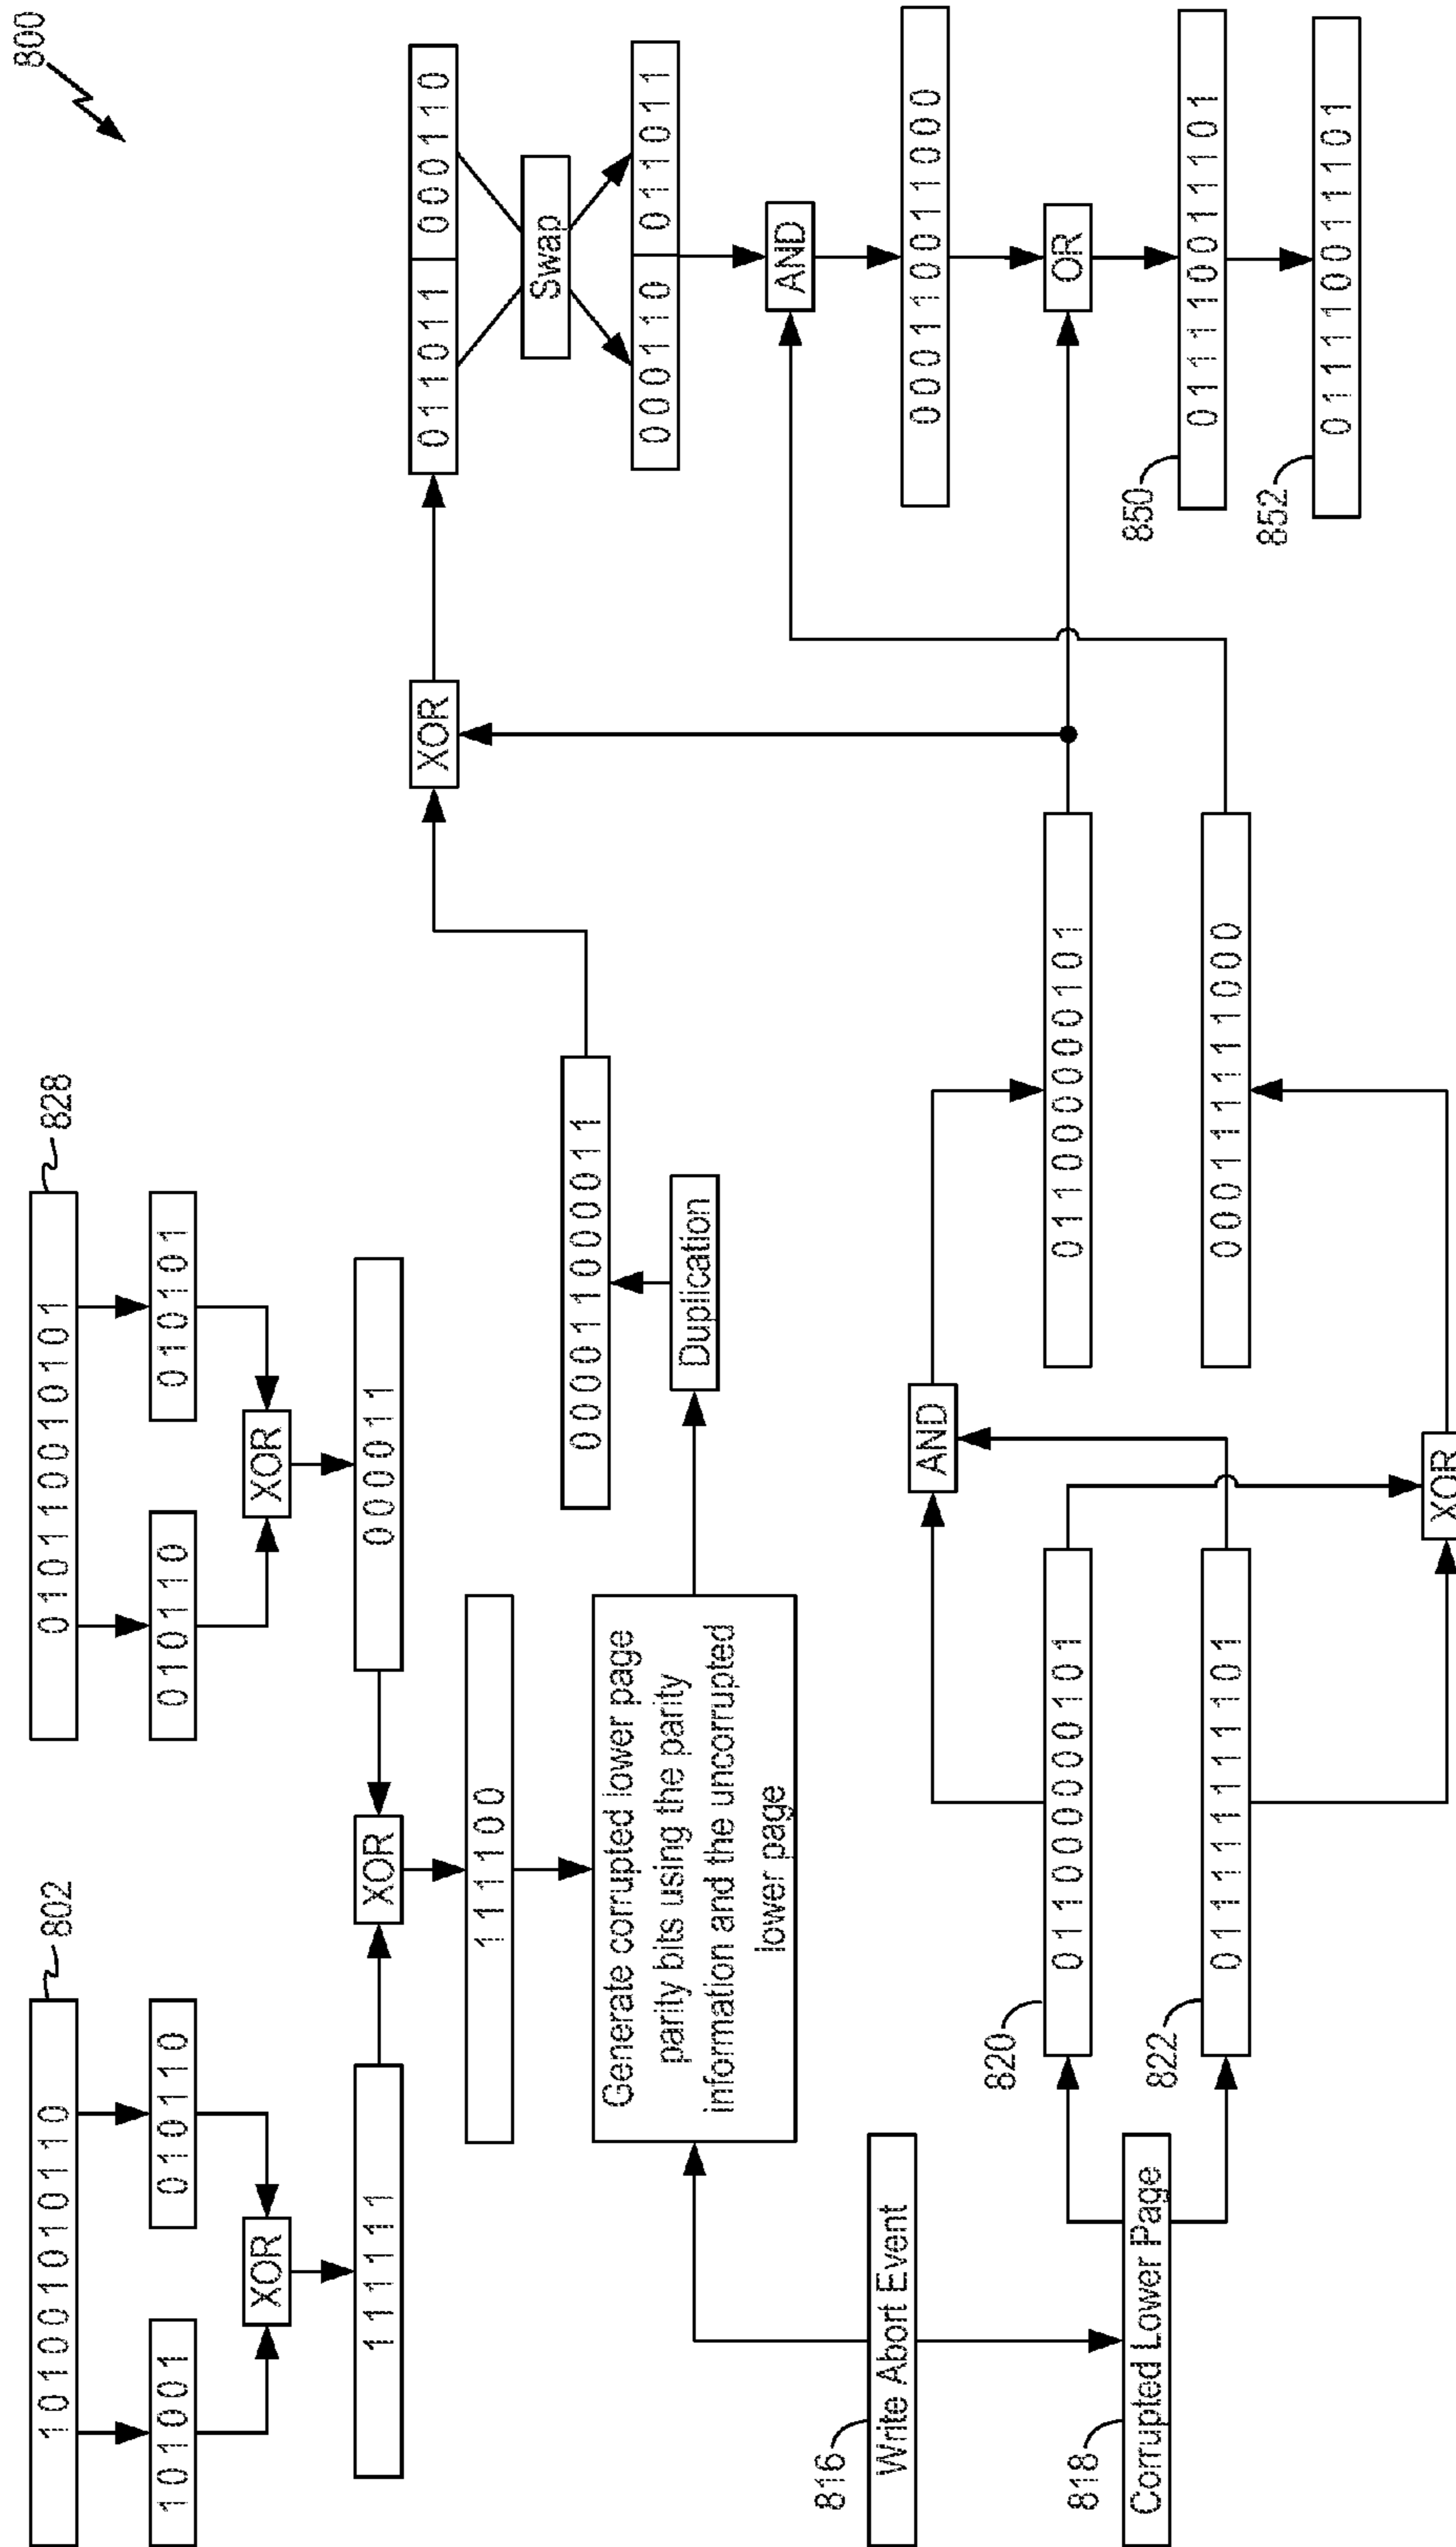 800
802
828
1 0 1 0 0 1 0 1 0 1 1 0
0 1 0 1 1 0 0 1 0 1 0 1
1 0 1 0 0 1
0 1 0 1 1 0
0 1 0 1 1 0
0 1 0 1 0 1
XOR
XOR
1 1 1 1 1 1
0 0 0 0 1 1
XOR
1 1 1 1 0 0
Generate corrupted lower page
parity bits using the parity
information and the uncorrupted
lower page
Duplication
0 0 0 0 1 1 0 0 0 0 1 1
XOR
0 1 1 0 1 1
0 0 0 1 1 0
Swap
0 0 0 1 1 0
0 1 1 0 1 1
AND
0 0 0 1 1 0 0 1 1 0 0 0
OR
816
Write Abort Event
818
Corrupted Lower Page
820
0 1 1 0 0 0 0 0 0 1 0 1
822
0 1 1 1 1 1 1 1 1 1 0 1
AND
XOR
0 1 1 0 0 0 0 0 0 1 0 1
0 0 0 1 1 1 1 1 1 0 0 0
850
0 1 1 1 1 0 0 1 1 1 0 1
852
0 1 1 1 1 0 0 1 1 1 0 1